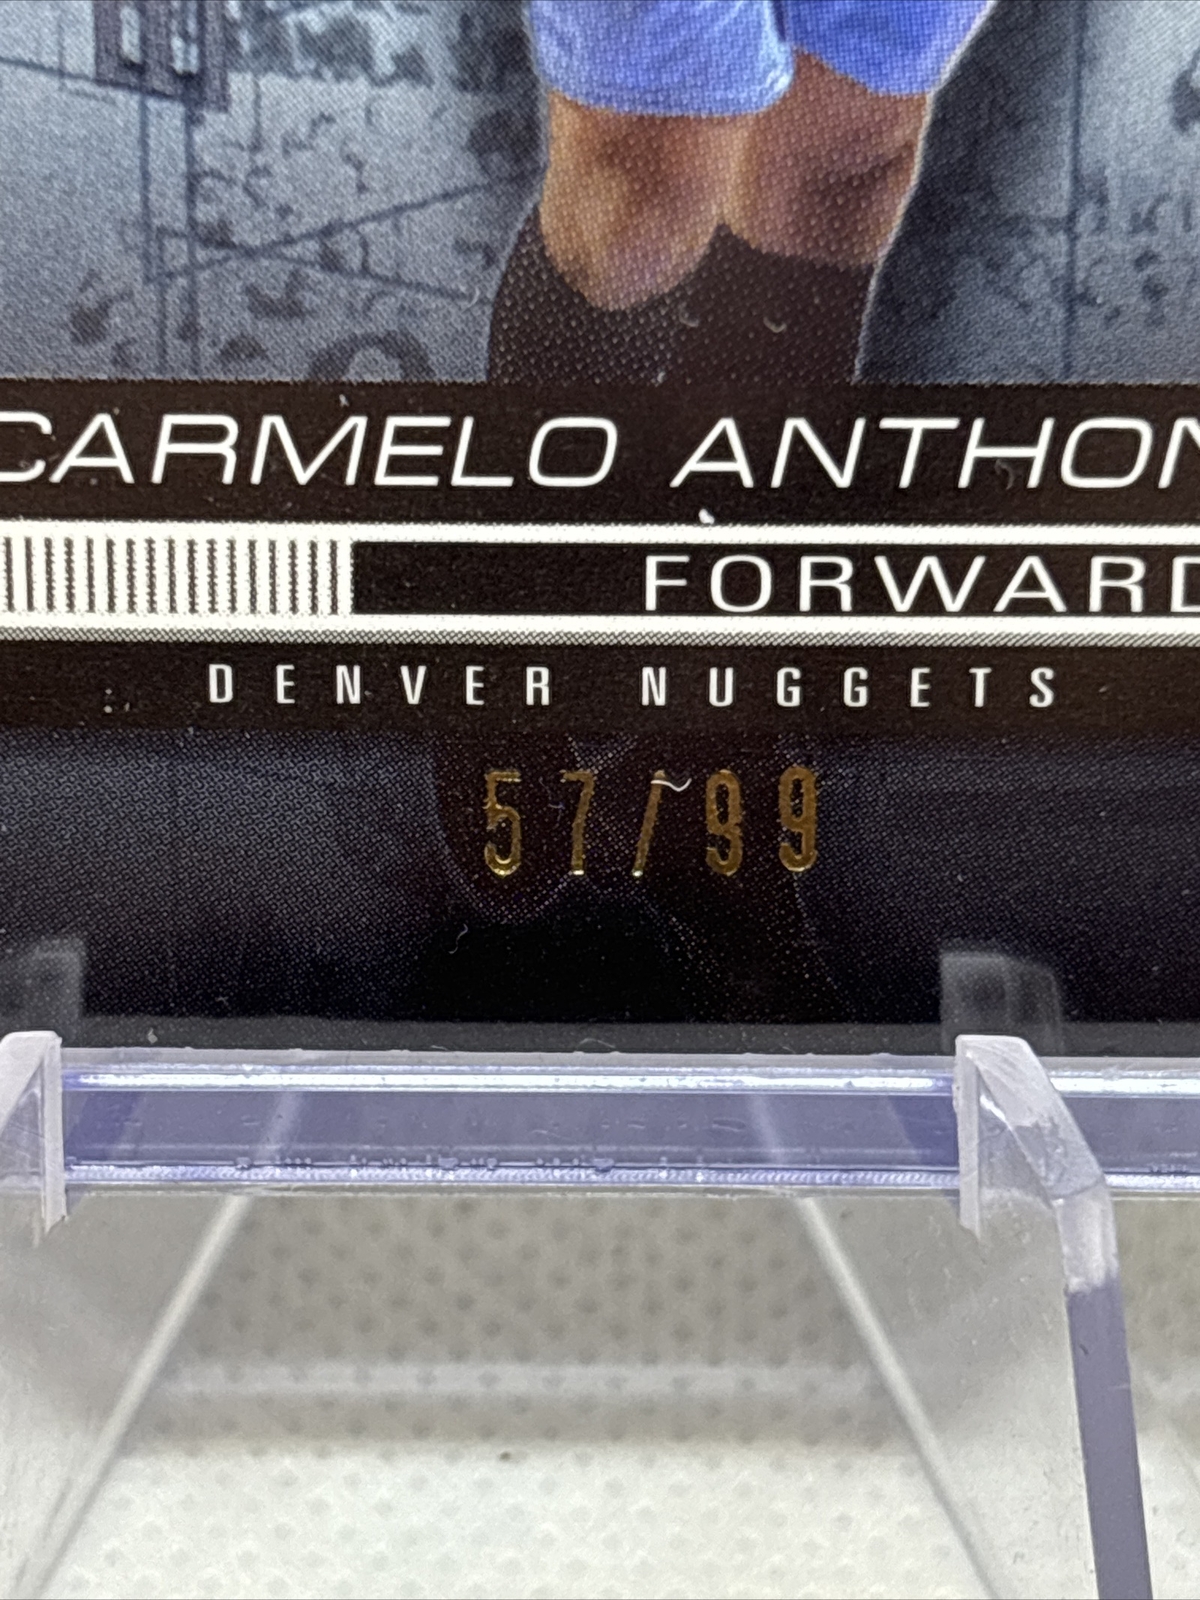 CARMELO ANTHON
FORWARD
DENVER NUGGETS
57/99